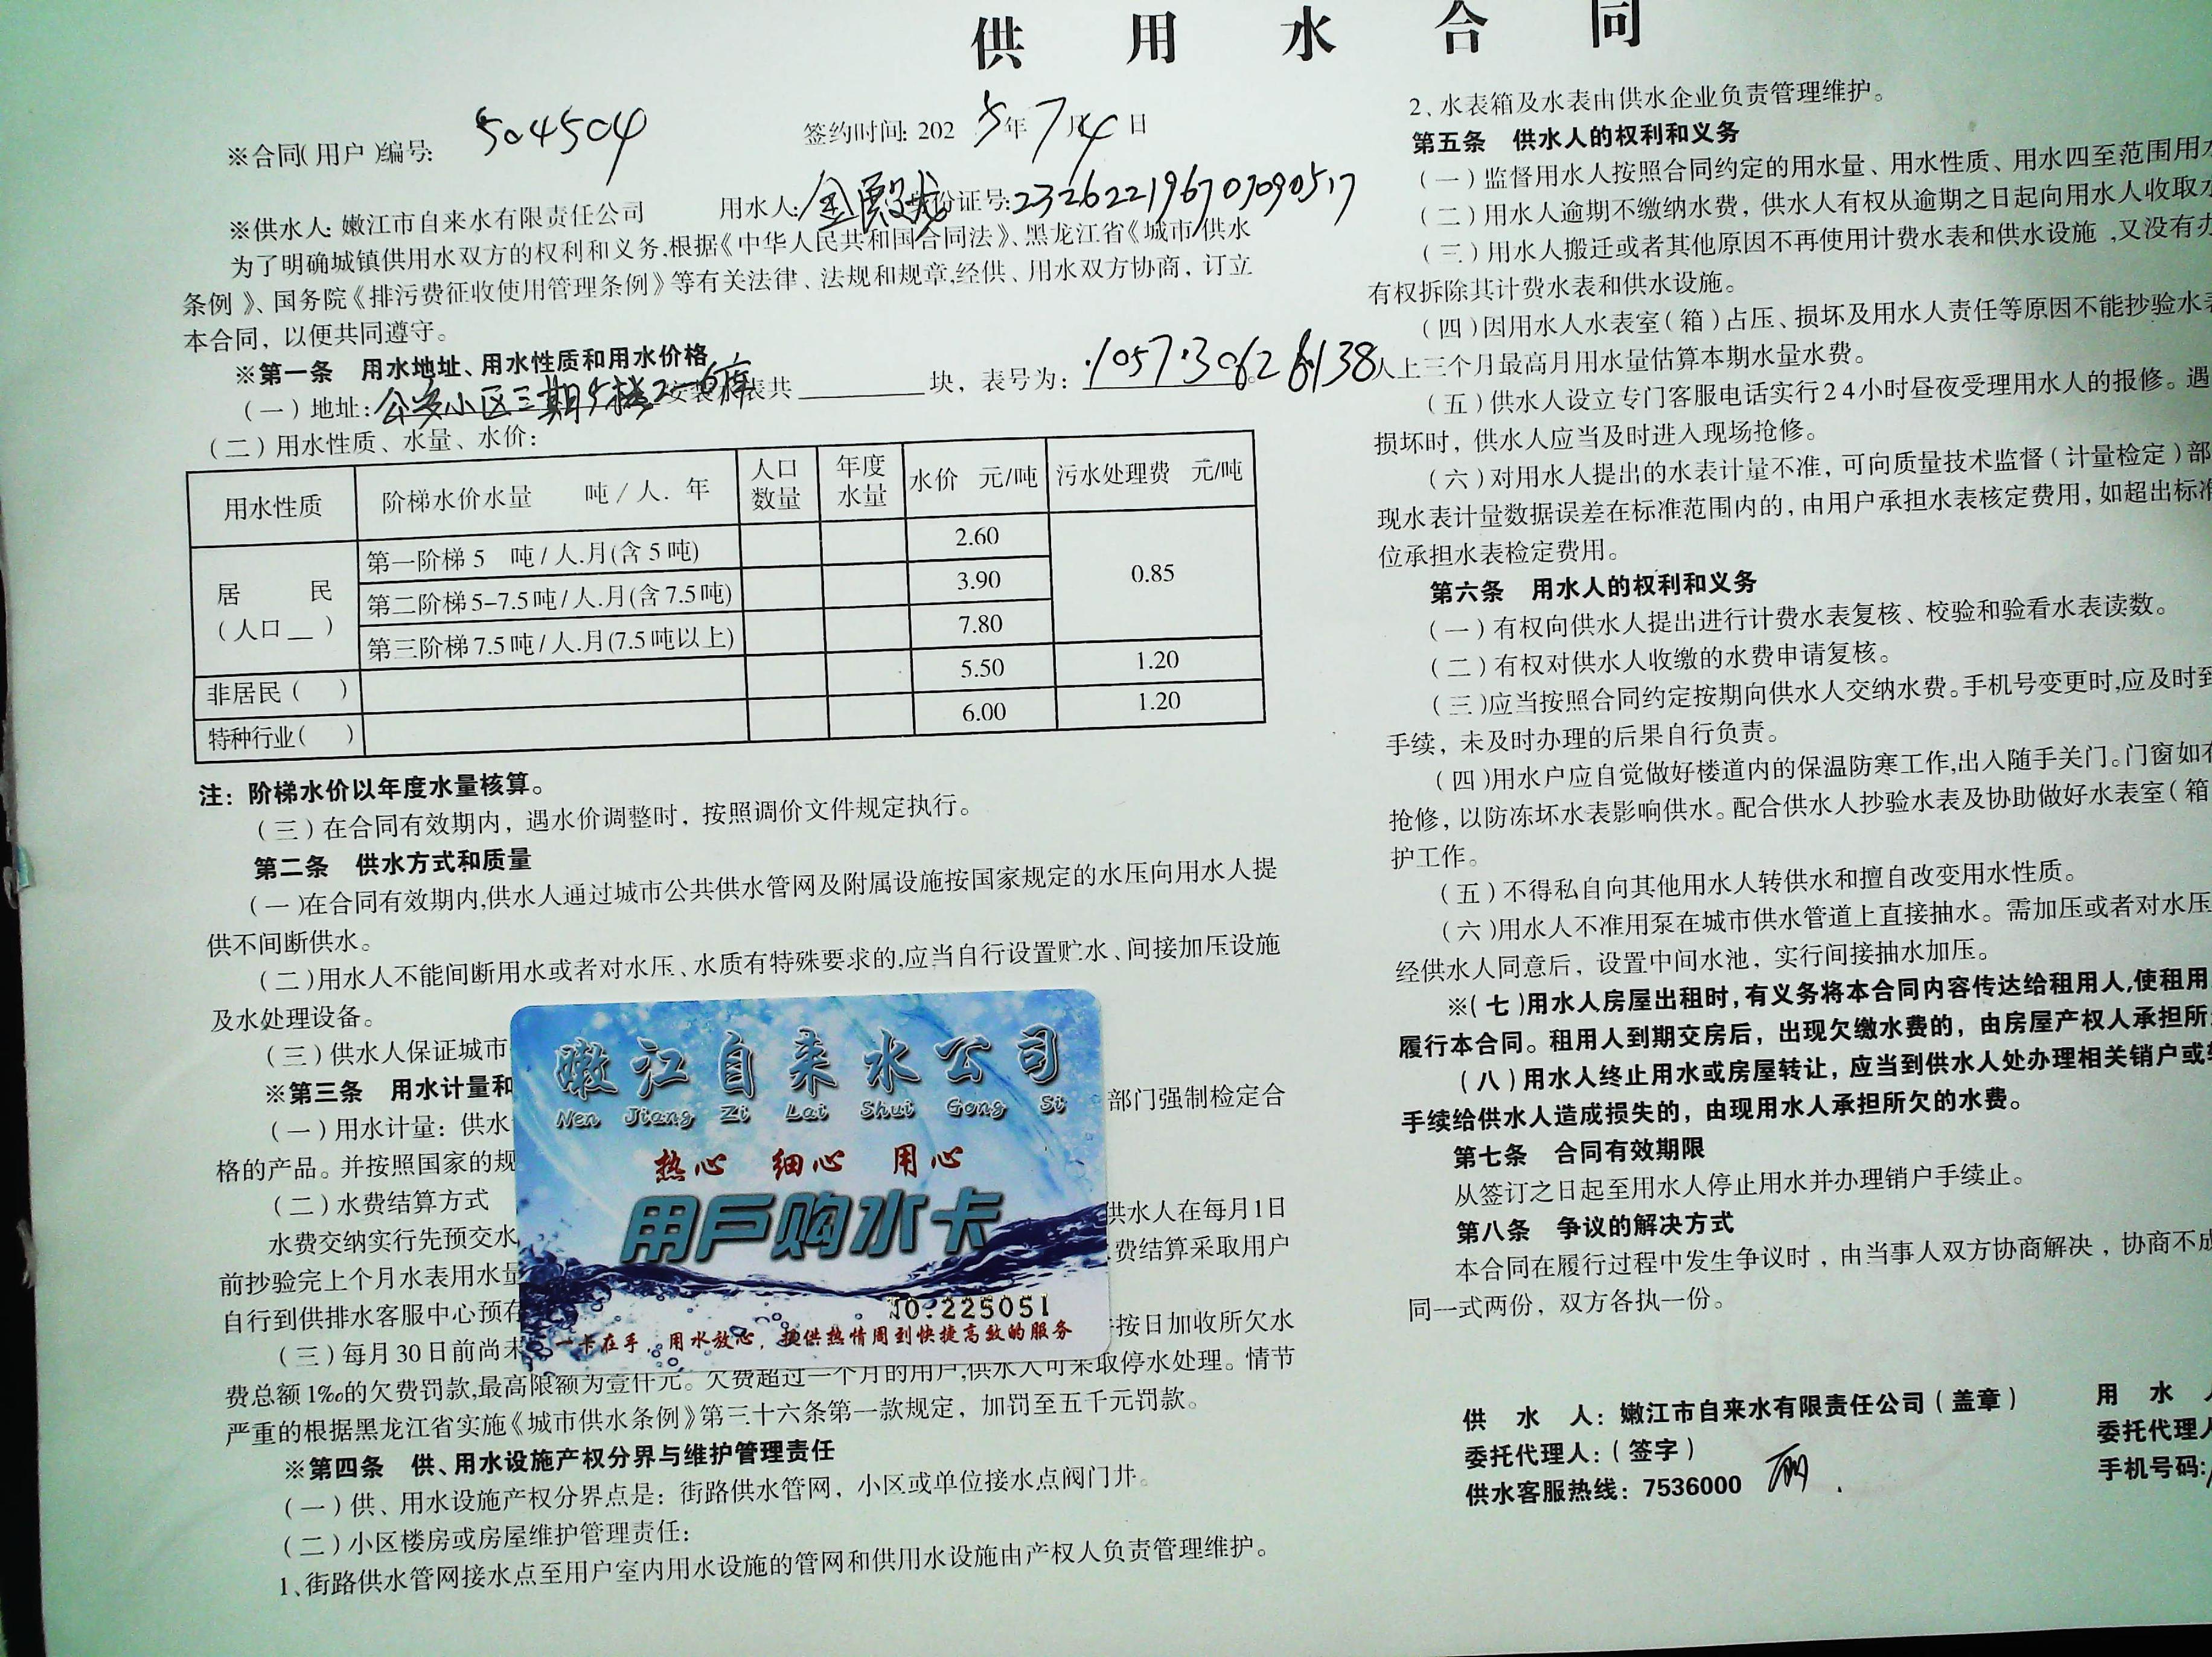 供用水合同
※合同(用户)编号: 504504 签约时间: 2025年7月4日
※供水人: 嫩江市自来水有限责任公司 用水人: 金殿龙 份证号: 232622196707090517
为了明确城镇供用水双方的权利和义务,根据《中华人民共和国合同法》、黑龙江省《城市供水
条例》、国务院《排污费征收使用管理条例》等有关法律、法规和规章,经供、用水双方协商，订立
本合同，以便共同遵守。
※第一条 用水地址、用水性质和用水价格
(一)地址: 公安小区三期5楼2-6库 安装水表共 块，表号为: 10573062 6138
(二)用水性质、水量、水价:
用水性质 阶梯水价水量 吨/人.年 人口数量 年度水量 水价 元/吨 污水处理费 元/吨
居 民 (人口__)
第一阶梯 5 吨/人.月(含5吨) 2.60 0.85
第二阶梯5-7.5吨/人.月(含7.5吨) 3.90
第三阶梯7.5吨/人.月(7.5吨以上) 7.80
非居民( ) 5.50 1.20
特种行业( ) 6.00 1.20
注: 阶梯水价以年度水量核算。
(三)在合同有效期内，遇水价调整时，按照调价文件规定执行。
第二条 供水方式和质量
(一)在合同有效期内,供水人通过城市公共供水管网及附属设施按国家规定的水压向用水人提
供不间断供水。
(二)用水人不能间断用水或者对水压、水质有特殊要求的,应当自行设置贮水、间接加压设施
及水处理设备。
(三)供水人保证城市
※第三条 用水计量和
(一)用水计量: 供水 部门强制检定合
格的产品。并按照国家的规
(二)水费结算方式
水费交纳实行先预交水 供水人在每月1日
前抄验完上个月水表用水量 费结算采取用户
自行到供排水客服中心预存
(三)每月30日前尚未 按日加收所欠水
费总额1‰的欠费罚款,最高限额为壹仟元。欠费超过一个月的用户,供水人可采取停水处理。情节
严重的根据黑龙江省实施《城市供水条例》第三十六条第一款规定，加罚至五千元罚款。
※第四条 供、用水设施产权分界与维护管理责任
(一)供、用水设施产权分界点是: 街路供水管网，小区或单位接水点阀门井。
(二)小区楼房或房屋维护管理责任:
1、街路供水管网接水点至用户室内用水设施的管网和供用水设施由产权人负责管理维护。
嫩江自来水公司
Nen Jiang Zi Lai Shui Gong Si
热心 细心 用心
用户购水卡
NO:225051
一卡在手，用水放心，提供热情周到快捷高效的服务
2、水表箱及水表由供水企业负责管理维护。
第五条 供水人的权利和义务
(一)监督用水人按照合同约定的用水量、用水性质、用水四至范围用水
(二)用水人逾期不缴纳水费，供水人有权从逾期之日起向用水人收取水
(三)用水人搬迁或者其他原因不再使用计费水表和供水设施,又没有办
有权拆除其计费水表和供水设施。
(四)因用水人水表室(箱)占压、损坏及用水人责任等原因不能抄验水表
人上三个月最高月用水量估算本期水量水费。
(五)供水人设立专门客服电话实行24小时昼夜受理用水人的报修。遇
损坏时，供水人应当及时进入现场抢修。
(六)对用水人提出的水表计量不准，可向质量技术监督(计量检定)部
现水表计量数据误差在标准范围内的，由用户承担水表核定费用，如超出标准
位承担水表检定费用。
第六条 用水人的权利和义务
(一)有权向供水人提出进行计费水表复核、校验和验看水表读数。
(二)有权对供水人收缴的水费申请复核。
(三)应当按照合同约定按期向供水人交纳水费。手机号变更时,应及时到
手续，未及时办理的后果自行负责。
(四)用水户应自觉做好楼道内的保温防寒工作,出入随手关门。门窗如有
抢修，以防冻坏水表影响供水。配合供水人抄验水表及协助做好水表室(箱
护工作。
(五)不得私自向其他用水人转供水和擅自改变用水性质。
(六)用水人不准用泵在城市供水管道上直接抽水。需加压或者对水压
经供水人同意后，设置中间水池，实行间接抽水加压。
※(七)用水人房屋出租时,有义务将本合同内容传达给租用人,使租用
履行本合同。租用人到期交房后，出现欠缴水费的，由房屋产权人承担所
(八)用水人终止用水或房屋转让，应当到供水人处办理相关销户或
手续给供水人造成损失的，由现用水人承担所欠的水费。
第七条 合同有效期限
从签订之日起至用水人停止用水并办理销户手续止。
第八条 争议的解决方式
本合同在履行过程中发生争议时，由当事人双方协商解决，协商不成
同一式两份，双方各执一份。
供 水 人: 嫩江市自来水有限责任公司(盖章) 用 水
委托代理人:(签字) 委托代理人
供水客服热线: 7536000 手机号码: